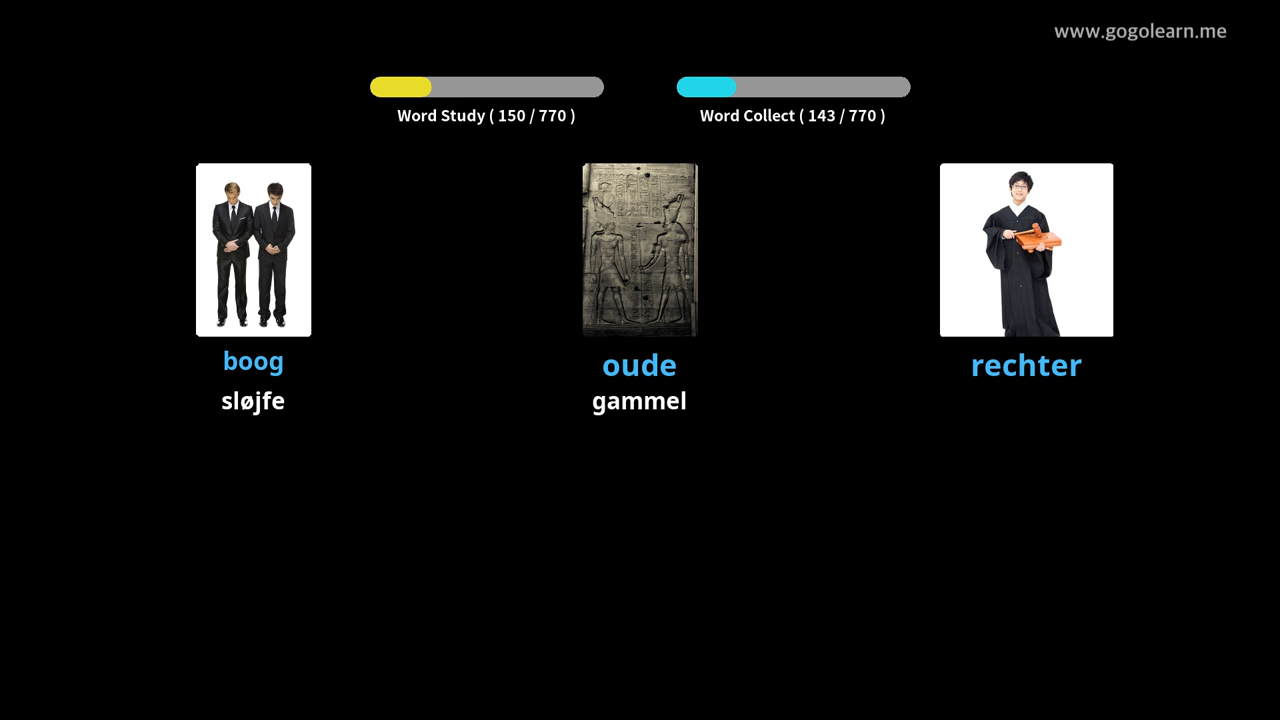 www.gogolearn.me
Word Study ( 150 / 770 )
Word Collect ( 143 / 770 )
boog
sløjfe
oude
gammel
rechter